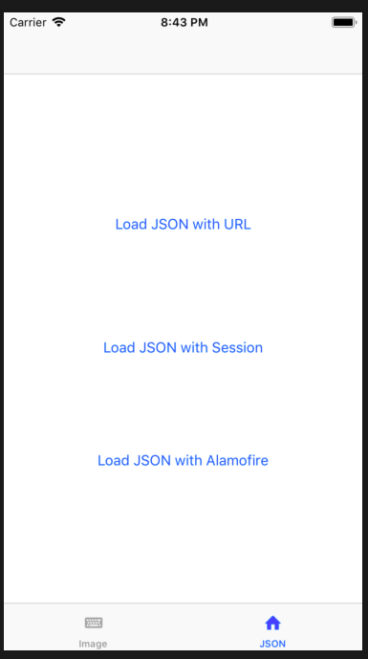 Carrier 8:43 PM
Load JSON with URL
Load JSON with Session
Load JSON with Alamofire
Image JSON